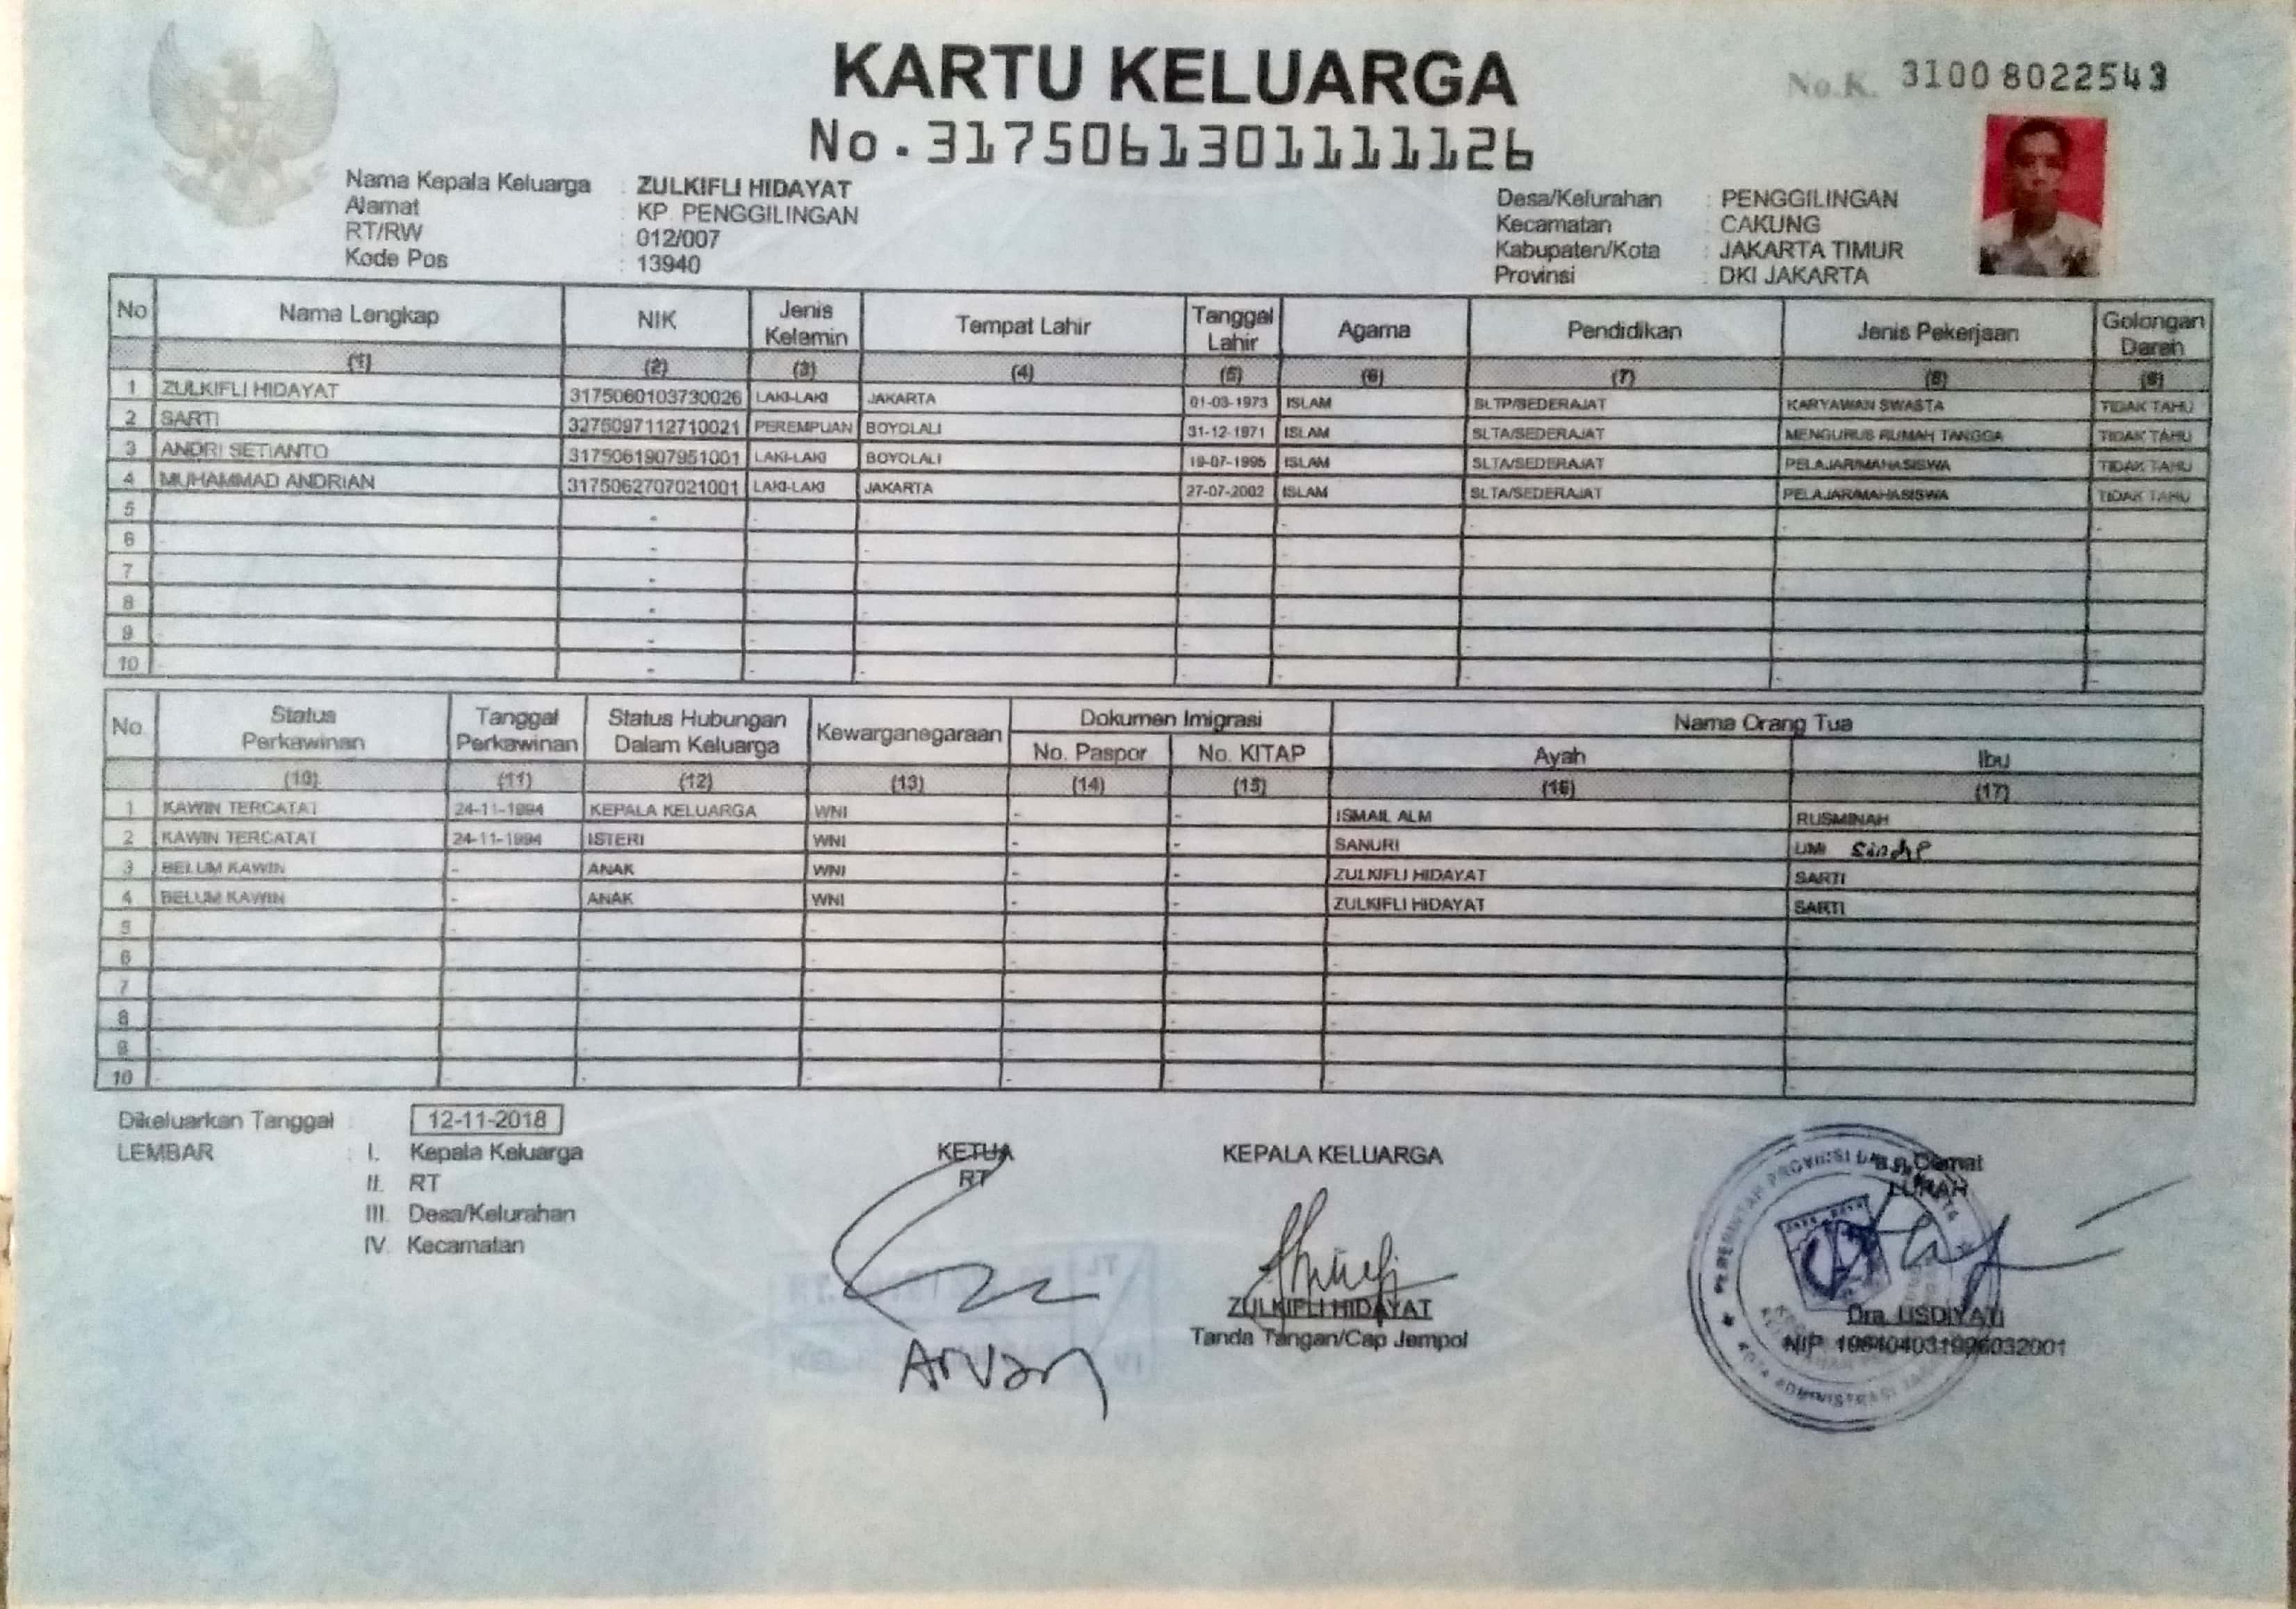 KARTU KELUARGA
No.K. 3100 8022543
No.3175061301111126
Nama Kepala Keluarga : ZULKIFLI HIDAYAT
Alamat : KP. PENGGILINGAN
RT/RW : 012/007
Kode Pos : 13940
Desa/Kelurahan : PENGGILINGAN
Kecamatan : CAKUNG
Kabupaten/Kota : JAKARTA TIMUR
Provinsi : DKI JAKARTA
No Nama Lengkap NIK Jenis Kelamin Tempat Lahir Tanggal Lahir Agama Pendidikan Jenis Pekerjaan Golongan Darah
(1) (2) (3) (4) (5) (6) (7) (8) (9)
1 ZULKIFLI HIDAYAT 3175060103730026 LAKI-LAKI JAKARTA 01-03-1973 ISLAM SLTP/SEDERAJAT KARYAWAN SWASTA TIDAK TAHU
2 SARTI 3275097112710021 PEREMPUAN BOYOLALI 31-12-1971 ISLAM SLTA/SEDERAJAT MENGURUS RUMAH TANGGA TIDAK TAHU
3 ANDRI SETIANTO 3175061907951001 LAKI-LAKI BOYOLALI 19-07-1995 ISLAM SLTA/SEDERAJAT PELAJAR/MAHASISWA TIDAK TAHU
4 MUHAMMAD ANDRIAN 3175062707021001 LAKI-LAKI JAKARTA 27-07-2002 ISLAM SLTA/SEDERAJAT PELAJAR/MAHASISWA TIDAK TAHU
5 - - - - - - - - -
6 - - - - - - - - -
7 - - - - - - - - -
8 - - - - - - - - -
9 - - - - - - - - -
10 - - - - - - - - -
No Status Perkawinan Tanggal Perkawinan Status Hubungan Dalam Keluarga Kewarganegaraan Dokumen Imigrasi Nama Orang Tua
No. Paspor No. KITAP Ayah Ibu
(10) (11) (12) (13) (14) (15) (16) (17)
1 KAWIN TERCATAT 24-11-1994 KEPALA KELUARGA WNI - - ISMAIL ALM RUSMINAH
2 KAWIN TERCATAT 24-11-1994 ISTERI WNI - - SANURI UMI
3 BELUM KAWIN - ANAK WNI - - ZULKIFLI HIDAYAT SARTI
4 BELUM KAWIN - ANAK WNI - - ZULKIFLI HIDAYAT SARTI
5 - - - - - - - -
6 - - - - - - - -
7 - - - - - - - -
8 - - - - - - - -
9 - - - - - - - -
10 - - - - - - - -
Dikeluarkan Tanggal : 12-11-2018
LEMBAR : I. Kepala Keluarga
II. RT
III. Desa/Kelurahan
IV. Kecamatan
KETUA
RT
Arvan
KEPALA KELUARGA
ZULKIFLI HIDAYAT
Tanda Tangan/Cap Jempol
a.n Camat
LURAH
Dra. LISDIYATI
NIP.
PEMERINTAH PROVINSI
KOTA ADMINISTRASI